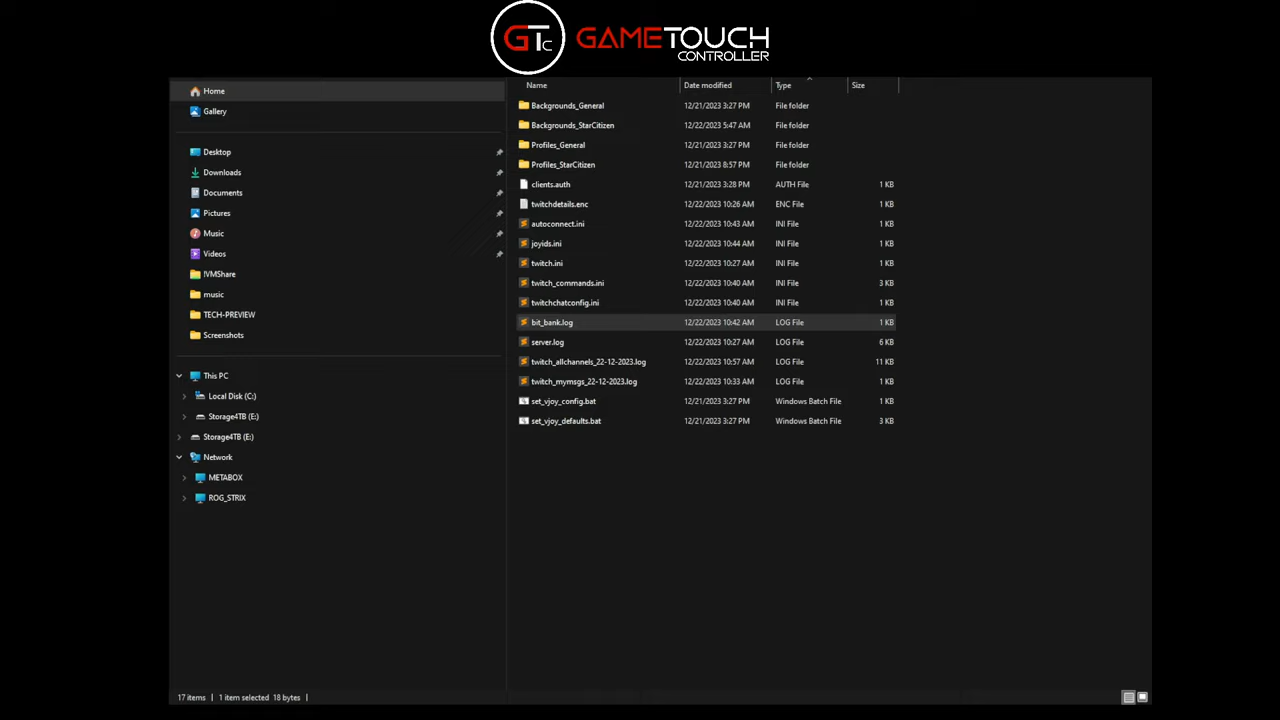 GTc GAMETOUCH
CONTROLLER
Home
Gallery
Desktop
Downloads
Documents
Pictures
Music
Videos
!VMShare
music
TECH-PREVIEW
Screenshots
This PC
Local Disk (C:)
Storage4TB (E:)
Storage4TB (E:)
Network
METABOX
ROG_STRIX
Name Date modified Type Size
Backgrounds_General 12/21/2023 3:27 PM File folder
Backgrounds_StarCitizen 12/22/2023 5:47 AM File folder
Profiles_General 12/21/2023 3:27 PM File folder
Profiles_StarCitizen 12/21/2023 8:57 PM File folder
clients.auth 12/21/2023 3:28 PM AUTH File 1 KB
twitchdetails.enc 12/22/2023 10:26 AM ENC File 1 KB
autoconnect.ini 12/22/2023 10:43 AM INI File 1 KB
joyids.ini 12/22/2023 10:44 AM INI File 1 KB
twitch.ini 12/22/2023 10:27 AM INI File 1 KB
twitch_commands.ini 12/22/2023 10:40 AM INI File 3 KB
twitchchatconfig.ini 12/22/2023 10:40 AM INI File 1 KB
bit_bank.log 12/22/2023 10:42 AM LOG File 1 KB
server.log 12/22/2023 10:27 AM LOG File 6 KB
twitch_allchannels_22-12-2023.log 12/22/2023 10:57 AM LOG File 11 KB
twitch_mymsgs_22-12-2023.log 12/22/2023 10:33 AM LOG File 1 KB
set_vjoy_config.bat 12/21/2023 3:27 PM Windows Batch File 1 KB
set_vjoy_defaults.bat 12/21/2023 3:27 PM Windows Batch File 3 KB
17 items | 1 item selected 18 bytes |